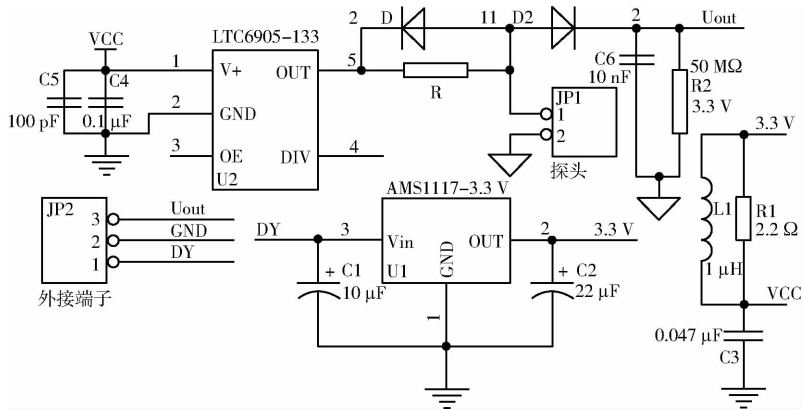 LTC6905-133
VCC
C5
C4
100 pF
0.1 μF
1
2
3
V+
GND
OE
OUT
DIV
U2
5
4
2
D
11
D2
R
JP1
1
2
探头
2
Uout
C6
10 nF
50 MΩ
R2
3.3 V
3.3 V
L1
1 μH
R1
2.2 Ω
VCC
0.047 μF
C3
JP2
3
2
1
Uout
GND
DY
外接端子
AMS1117-3.3 V
DY
3
Vin
OUT
GND
U1
2
3.3 V
1
+
C1
10 μF
+
C2
22 μF